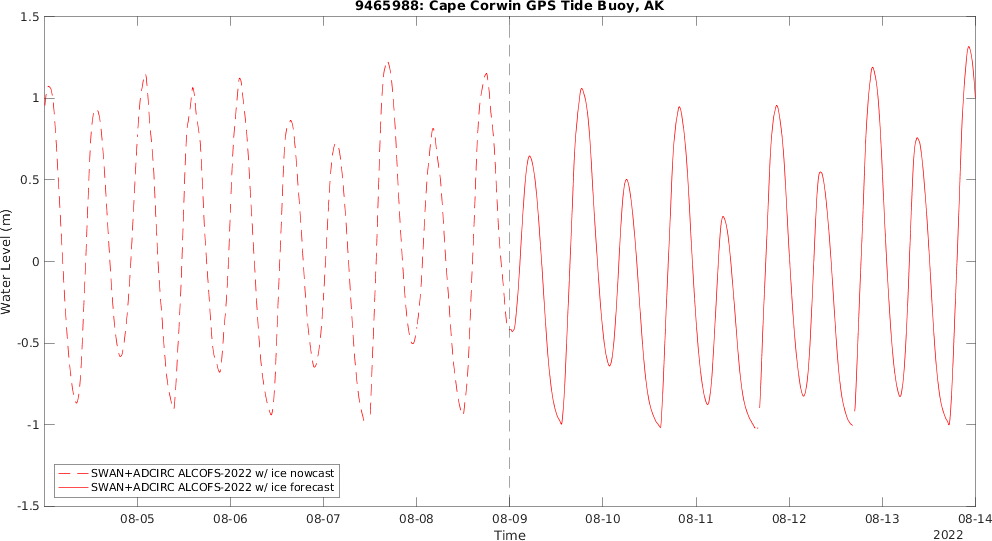 9465988: Cape Corwin GPS Tide Buoy, AK
1.5
1
0.5
0
-0.5
-1
-1.5
Water Level (m)
SWAN+ADCIRC ALCOFS-2022 w/ ice nowcast
SWAN+ADCIRC ALCOFS-2022 w/ ice forecast
08-05 08-06 08-07 08-08 08-09 08-10 08-11 08-12 08-13 08-14
Time
2022